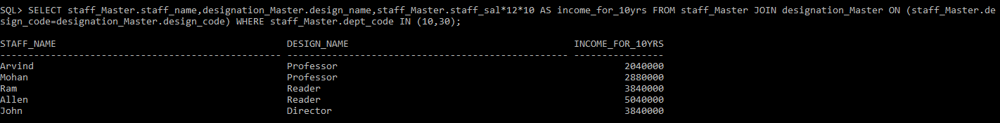 SQL> SELECT staff_Master.staff_name,designation_Master.design_name,staff_Master.staff_sal*12*10 AS income_for_10yrs FROM staff_Master JOIN designation_Master ON (staff_Master.de
sign_code=designation_Master.design_code) WHERE staff_Master.dept_code IN (10,30);
STAFF_NAME DESIGN_NAME INCOME_FOR_10YRS
-------------------------------------------------- -------------------------------------------------- ----------------
Arvind Professor 2040000
Mohan Professor 2880000
Ram Reader 3840000
Allen Reader 5040000
John Director 3840000